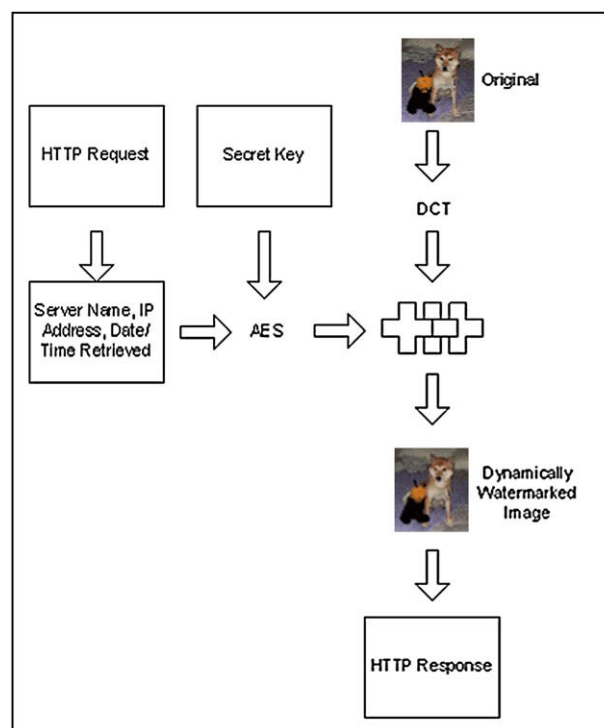 Original
HTTP Request
Secret Key
DCT
Server Name, IP
Address, Date/
Time Retrieved
AES
Dynamically
Watermarked
Image
HTTP Response